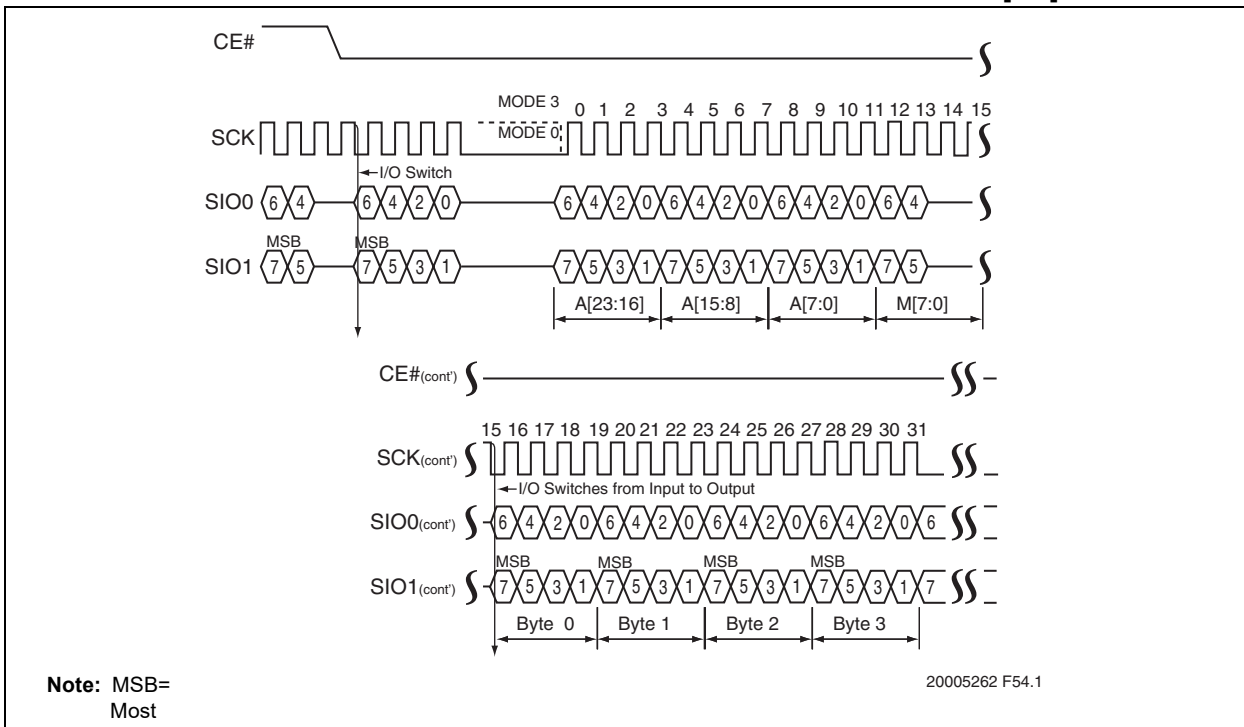 CE#
MODE 3
0 1 2 3 4 5 6 7 8 9 10 11 12 13 14 15
SCK
MODE 0
I/O Switch
SIO0 6 4 6 4 2 0 6 4 2 0 6 4 2 0 6 4 2 0 6 4
MSB MSB
SIO1 7 5 7 5 3 1 7 5 3 1 7 5 3 1 7 5 3 1 7 5
A[23:16] A[15:8] A[7:0] M[7:0]
CE#(cont')
15 16 17 18 19 20 21 22 23 24 25 26 27 28 29 30 31
SCK(cont')
I/O Switches from Input to Output
SIO0(cont') 6 4 2 0 6 4 2 0 6 4 2 0 6 4 2 0 6
MSB MSB MSB MSB
SIO1(cont') 7 5 3 1 7 5 3 1 7 5 3 1 7 5 3 1 7
Byte 0 Byte 1 Byte 2 Byte 3
Note: MSB=
Most
20005262 F54.1